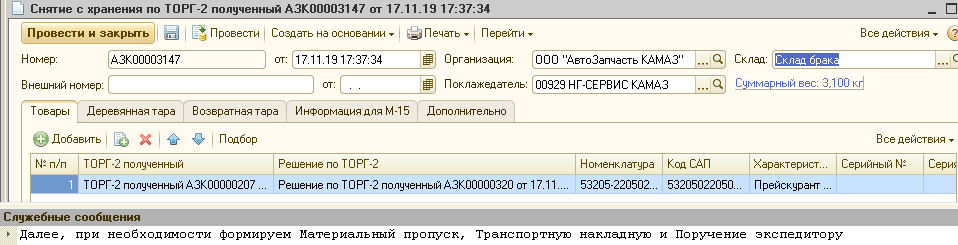 Снятие с хранения по ТОРГ-2 полученный АЗК00003147 от 17.11.19 17:37:34
Провести и закрыть Провести Создать на основании Печать Перейти Все действия
Номер: АЗК00003147 от: 17.11.19 17:37:34 Организация: ООО "АвтоЗапчасть КАМАЗ" ... Склад: Склад брака ...
Внешний номер: от: . . Поклажедатель: 00929 НГ-СЕРВИС КАМАЗ ... Суммарный вес: 3,100 кг
Товары Деревянная тара Возвратная тара Информация для М-15 Дополнительно
Добавить Подбор Все действия
№ п/п ТОРГ-2 полученный Решение по ТОРГ-2 Номенклатура Код САП Характерист... Серийный № Серия
1 ТОРГ-2 полученный АЗК00000207 ... Решение по ТОРГ-2 полученный АЗК00000320 от 17.11.... 53205-220502... 53205022050... Прейскурант ...
Служебные сообщения
Далее, при необходимости формируем Материальный пропуск, Транспортную накладную и Поручение экспедитору